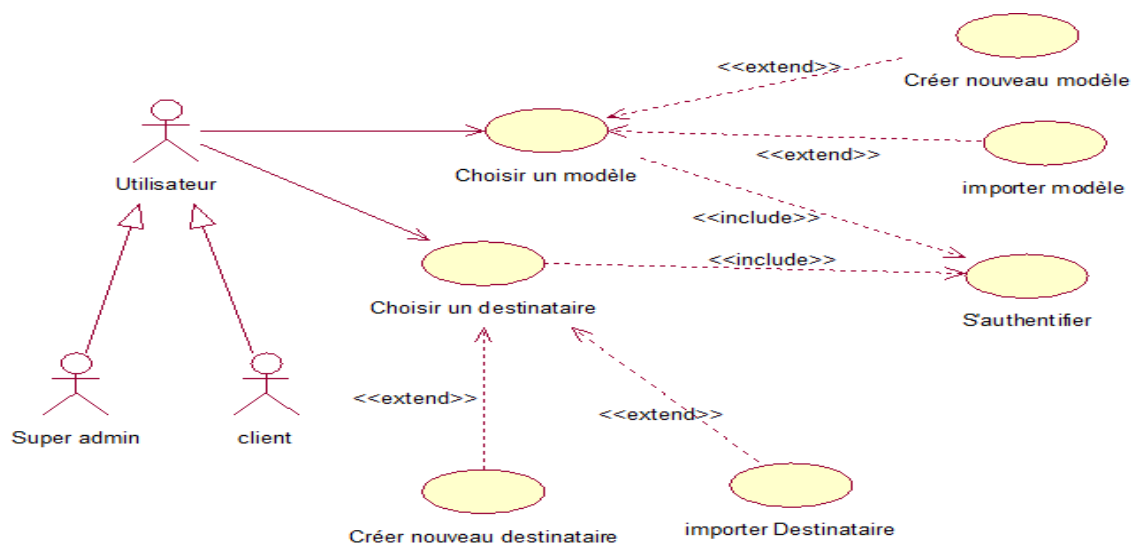 <<extend>>
Créer nouveau modèle
<<extend>>
Utilisateur
Choisir un modèle
importer modèle
<<include>>
<<include>>
Choisir un destinataire
S'authentifier
<<extend>>
<<extend>>
Super admin
client
Créer nouveau destinataire
importer Destinataire